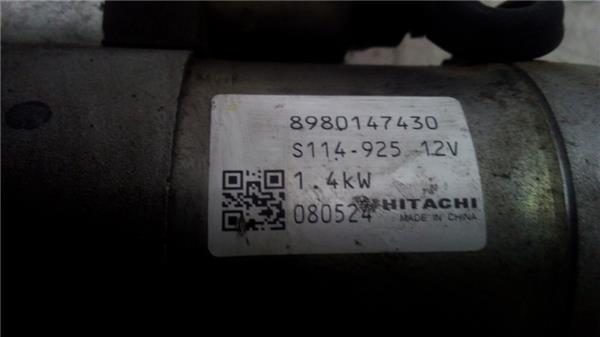 8980147430
S114-925 12V
1.4kW
080524 HITACHI
MADE IN CHINA